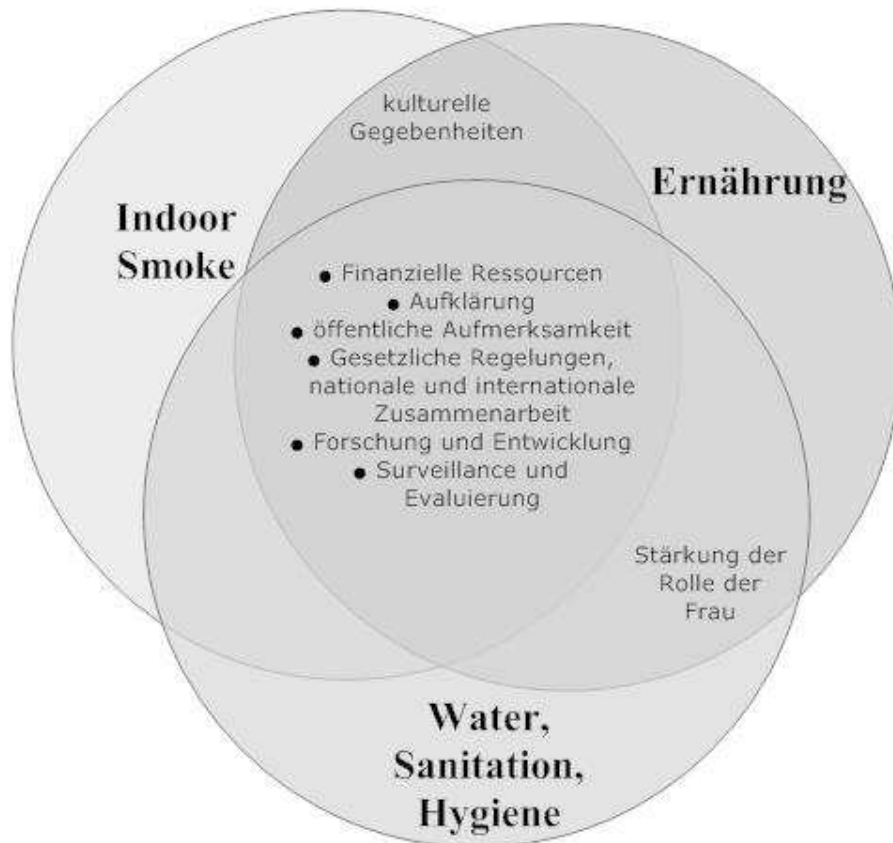 kulturelle
Gegebenheiten
Ernährung
Indoor
Smoke
● Finanzielle Ressourcen
● Aufklärung
● öffentliche Aufmerksamkeit
● Gesetzliche Regelungen,
nationale und internationale
Zusammenarbeit
● Forschung und Entwicklung
● Surveillance und
Evaluierung
Stärkung der
Rolle der
Frau
Water,
Sanitation,
Hygiene